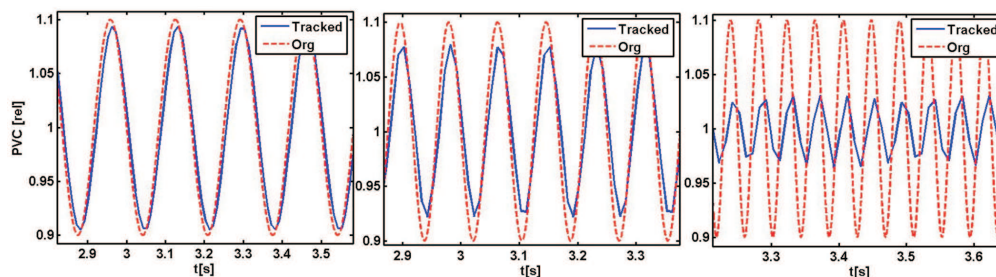 PVC [rel]
1.1
1.05
1
0.95
0.9
Tracked
Org
2.9 3 3.1 3.2 3.3 3.4 3.5
t[s]
1.1
1.05
1
0.95
0.9
Tracked
Org
2.9 3 3.1 3.2 3.3
t[s]
1.1
1.05
1
0.95
0.9
Tracked
Org
3.3 3.4 3.5 3.6
t[s]